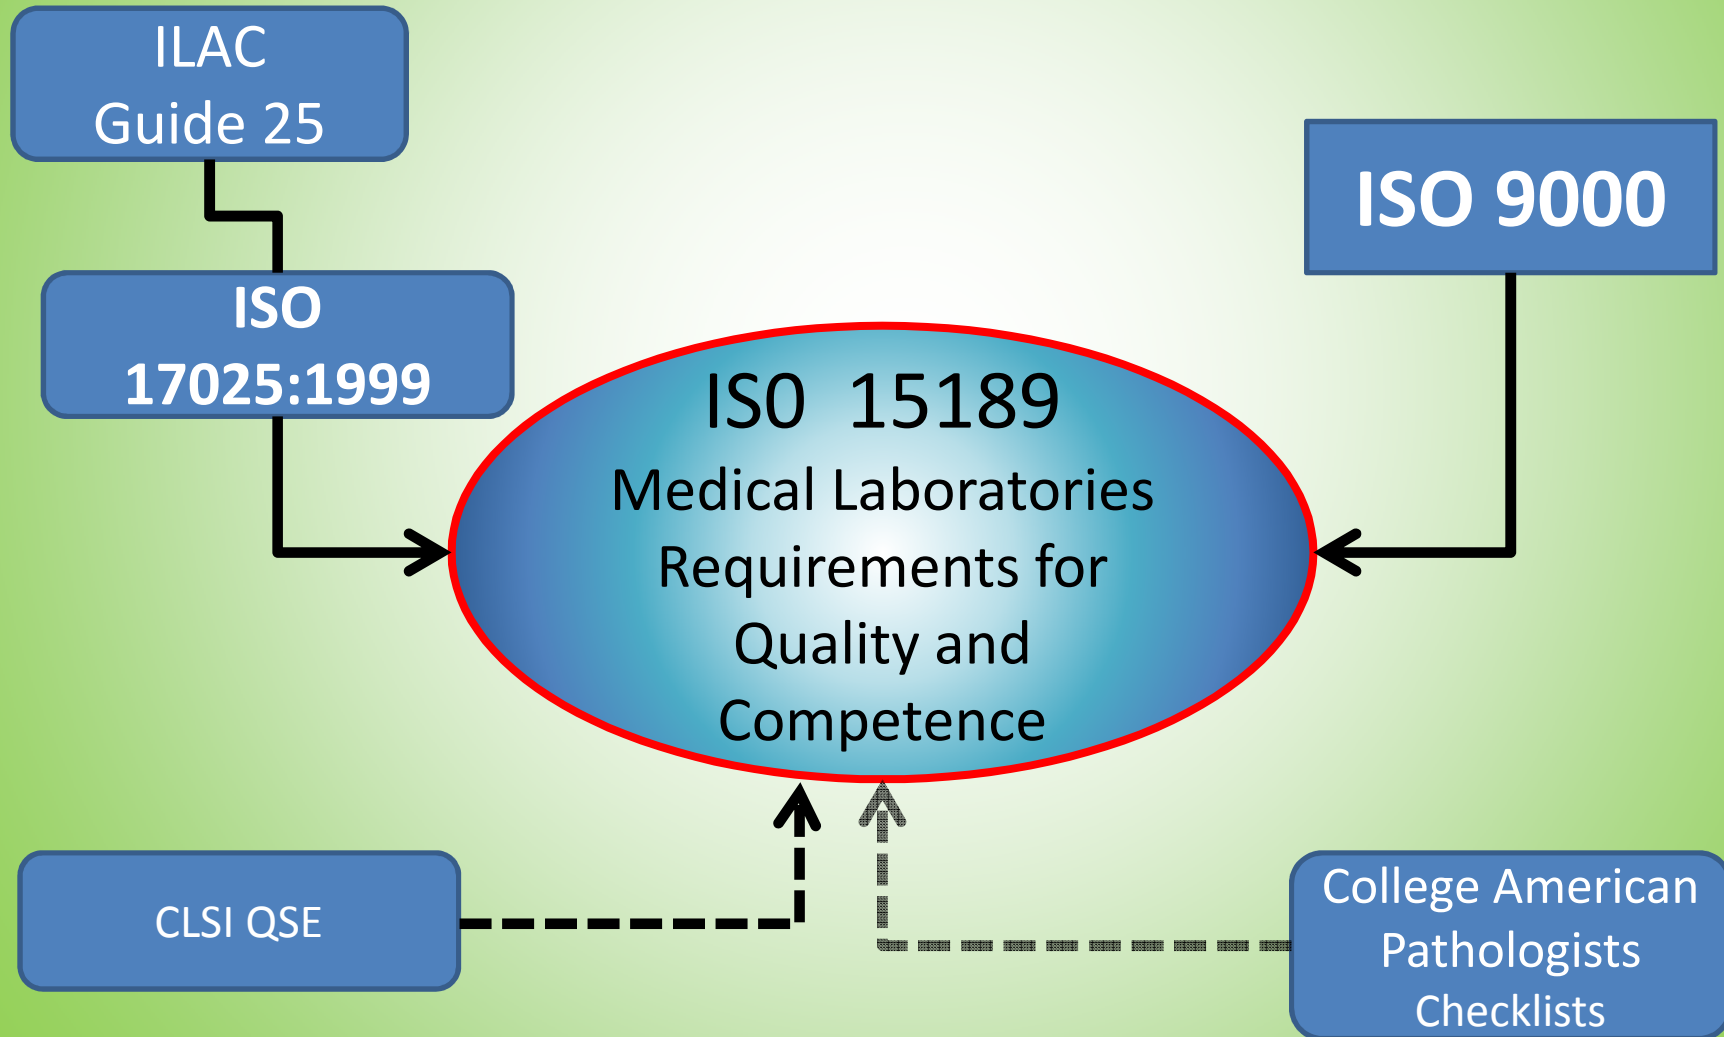 ILAC
Guide 25
ISO 9000
ISO
17025:1999
IS0 15189
Medical Laboratories
Requirements for
Quality and
Competence
CLSI QSE
College American
Pathologists
Checklists